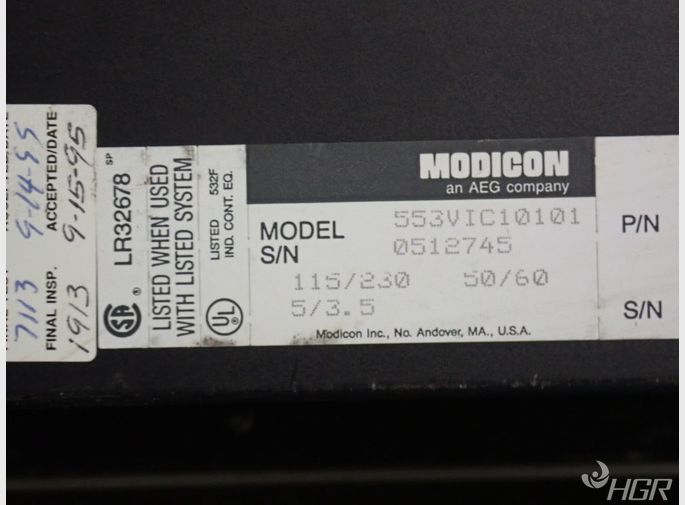 7113 9-14-95
FINAL INSP. ACCEPTED/DATE
1913 9-15-95
SP
LR32678
LISTED WHEN USED
WITH LISTED SYSTEM
LISTED 532F
IND. CONT. EQ.
MODICON
an AEG company
MODEL 553VIC10101
S/N 0512745
115/230 50/60
5/3.5
Modicon Inc., No. Andover, MA., U.S.A.
P/N
S/N
HGR